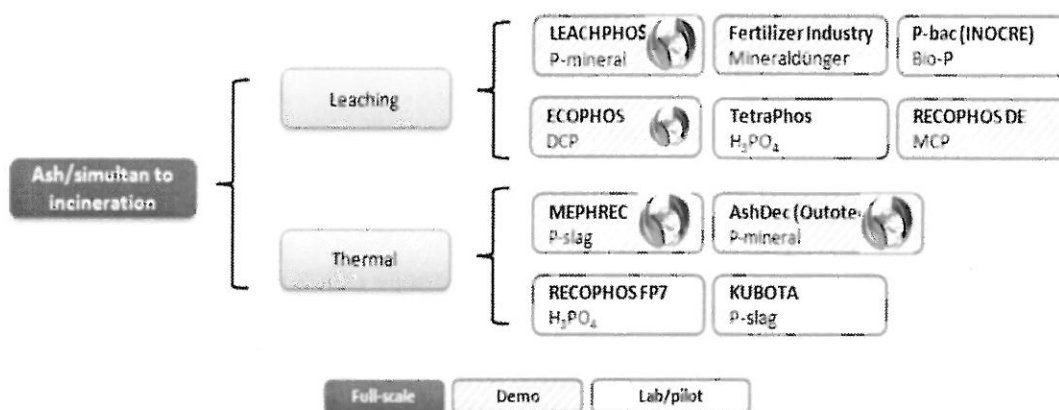 LEACHPHOS
P-mineral
Fertilizer Industry
Mineraldünger
P-bac (INOCRE)
Bio-P
Leaching
ECOPHOS
DCP
TetraPhos
H₃PO₄
RECOPHOS DE
MCP
Ash/simultan to
incineration
MEPHREC
P-slag
AshDec (Outote
P-mineral
Thermal
RECOPHOS FP7
H₃PO₄
KUBOTA
P-slag
Full-scale
Demo
Lab/pilot